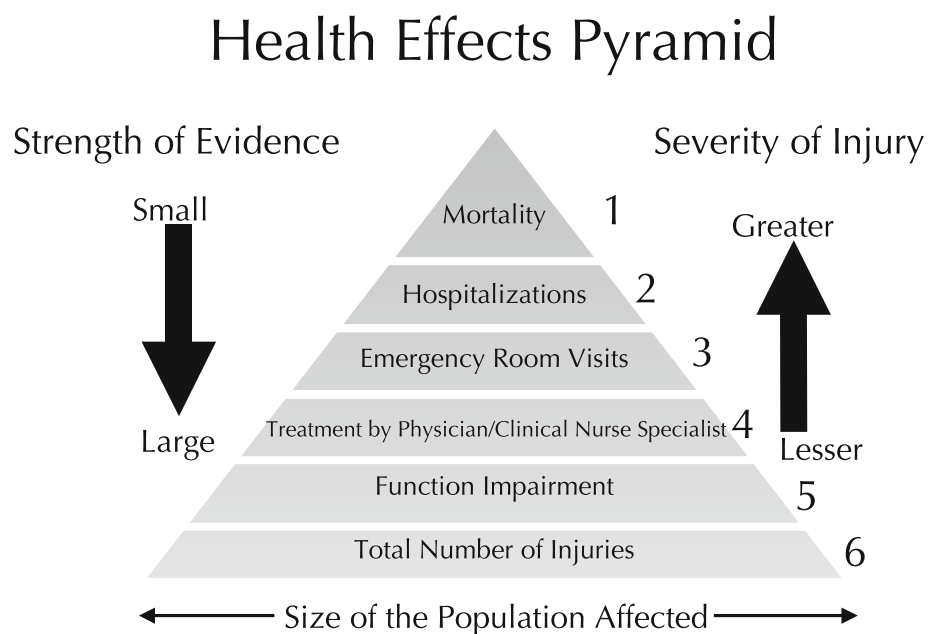 Health Effects Pyramid
Strength of Evidence
Severity of Injury
Small
Greater
Mortality 1
Hospitalizations 2
Emergency Room Visits 3
Treatment by Physician/Clinical Nurse Specialist 4
Large
Lesser
Function Impairment 5
Total Number of Injuries 6
Size of the Population Affected